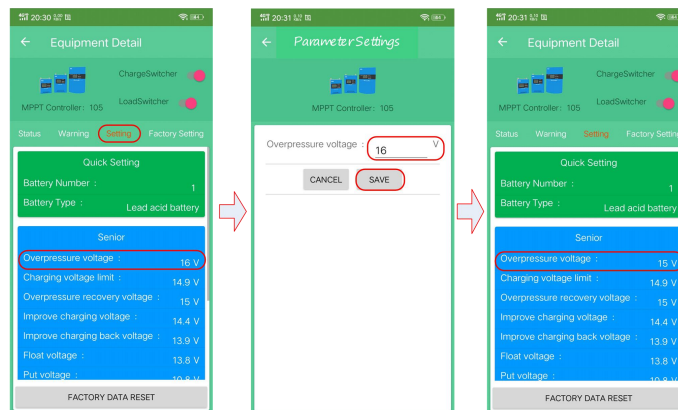 20:30
Equipment Detail
ChargeSwitcher
LoadSwitcher
MPPT Controller: 105
Status Warning Setting Factory Setting
Quick Setting
Battery Number : 1
Battery Type : Lead acid battery
Senior
Overpressure voltage : 16 V
Charging voltage limit : 14.9 V
Overpressure recovery voltage : 15 V
Improve charging voltage : 14.4 V
Improve charging back voltage : 13.9 V
Float voltage : 13.8 V
Put voltage : 10.8 V
FACTORY DATA RESET
20:31
Parameter Settings
MPPT Controller: 105
Overpressure voltage : 16 V
CANCEL SAVE
20:31
Equipment Detail
ChargeSwitcher
LoadSwitcher
MPPT Controller: 105
Status Warning Setting Factory Setting
Quick Setting
Battery Number : 1
Battery Type : Lead acid battery
Senior
Overpressure voltage : 15 V
Charging voltage limit : 14.9 V
Overpressure recovery voltage : 15 V
Improve charging voltage : 14.4 V
Improve charging back voltage : 13.9 V
Float voltage : 13.8 V
Put voltage : 10.8 V
FACTORY DATA RESET